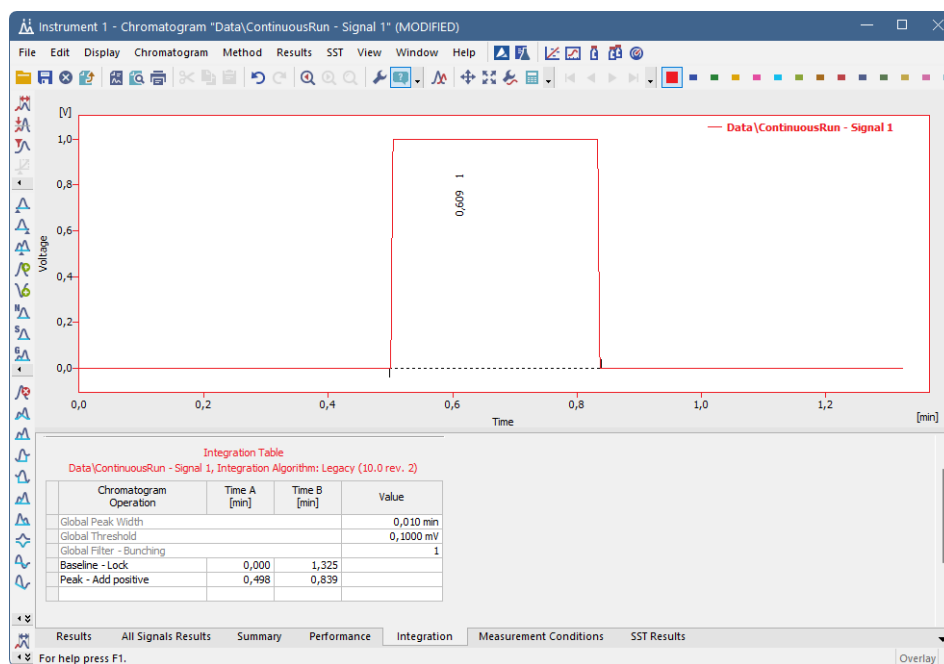 Instrument 1 - Chromatogram "Data\ContinuousRun - Signal 1" (MODIFIED)
File Edit Display Chromatogram Method Results SST View Window Help
[V]
Data\ContinuousRun - Signal 1
1,0
0,8
0,6
0,4
0,2
0,0
Voltage
0,609 1
0,0 0,2 0,4 0,6 0,8 1,0 1,2
[min]
Time
Integration Table
Data\ContinuousRun - Signal 1, Integration Algorithm: Legacy (10.0 rev. 2)
Chromatogram Operation Time A [min] Time B [min] Value
Global Peak Width 0,010 min
Global Threshold 0,1000 mV
Global Filter - Bunching 1
Baseline - Lock 0,000 1,325
Peak - Add positive 0,498 0,839
Results All Signals Results Summary Performance Integration Measurement Conditions SST Results
For help press F1.
Overlay